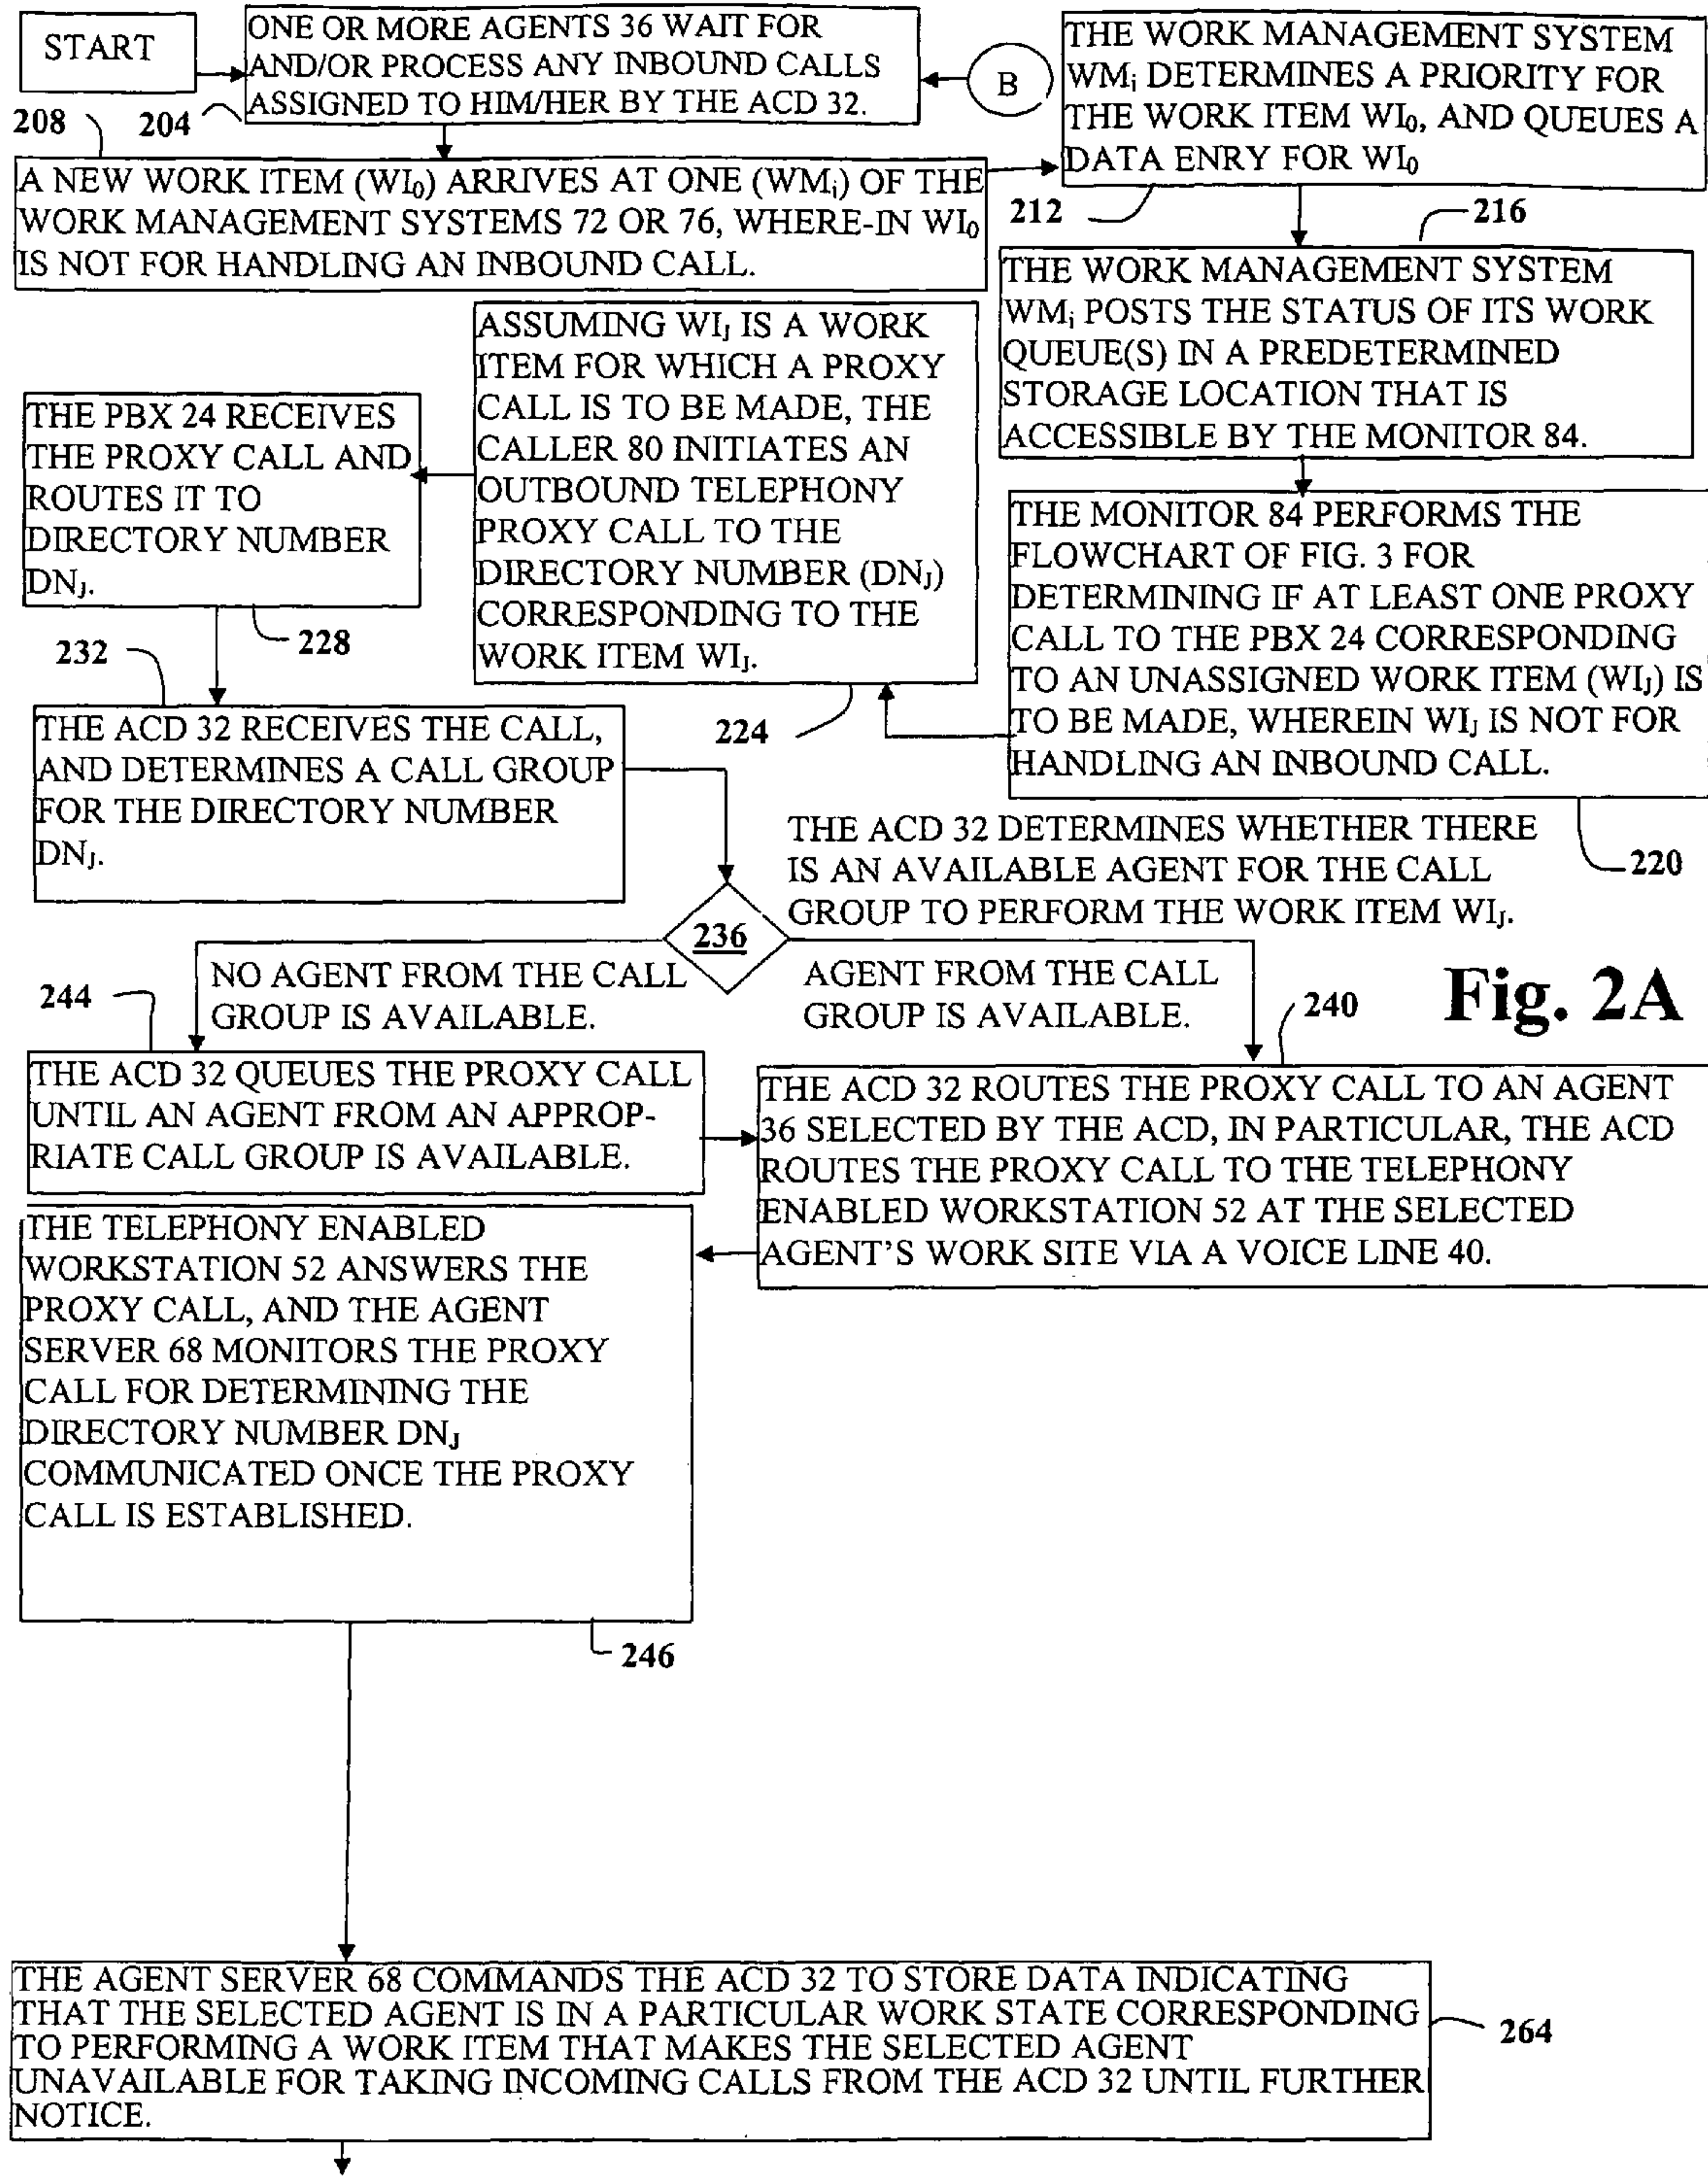 START
ONE OR MORE AGENTS 36 WAIT FOR
AND/OR PROCESS ANY INBOUND CALLS
ASSIGNED TO HIM/HER BY THE ACD 32.
204
B
208
A NEW WORK ITEM (WI₀) ARRIVES AT ONE (WMᵢ) OF THE
WORK MANAGEMENT SYSTEMS 72 OR 76, WHERE-IN WI₀
IS NOT FOR HANDLING AN INBOUND CALL.
THE WORK MANAGEMENT SYSTEM
WMᵢ DETERMINES A PRIORITY FOR
THE WORK ITEM WI₀, AND QUEUES A
DATA ENRY FOR WI₀
212
216
THE WORK MANAGEMENT SYSTEM
WMᵢ POSTS THE STATUS OF ITS WORK
QUEUE(S) IN A PREDETERMINED
STORAGE LOCATION THAT IS
ACCESSIBLE BY THE MONITOR 84.
THE MONITOR 84 PERFORMS THE
FLOWCHART OF FIG. 3 FOR
DETERMINING IF AT LEAST ONE PROXY
CALL TO THE PBX 24 CORRESPONDING
TO AN UNASSIGNED WORK ITEM (WIJ) IS
TO BE MADE, WHEREIN WIJ IS NOT FOR
HANDLING AN INBOUND CALL.
220
ASSUMING WIJ IS A WORK
ITEM FOR WHICH A PROXY
CALL IS TO BE MADE, THE
CALLER 80 INITIATES AN
OUTBOUND TELEPHONY
PROXY CALL TO THE
DIRECTORY NUMBER (DNJ)
CORRESPONDING TO THE
WORK ITEM WIJ.
224
THE PBX 24 RECEIVES
THE PROXY CALL AND
ROUTES IT TO
DIRECTORY NUMBER
DNJ.
228
232
THE ACD 32 RECEIVES THE CALL,
AND DETERMINES A CALL GROUP
FOR THE DIRECTORY NUMBER
DNJ.
THE ACD 32 DETERMINES WHETHER THERE
IS AN AVAILABLE AGENT FOR THE CALL
GROUP TO PERFORM THE WORK ITEM WIJ.
236
NO AGENT FROM THE CALL
GROUP IS AVAILABLE.
AGENT FROM THE CALL
GROUP IS AVAILABLE.
Fig. 2A
244
THE ACD 32 QUEUES THE PROXY CALL
UNTIL AN AGENT FROM AN APPROP-
RIATE CALL GROUP IS AVAILABLE.
240
THE ACD 32 ROUTES THE PROXY CALL TO AN AGENT
36 SELECTED BY THE ACD, IN PARTICULAR, THE ACD
ROUTES THE PROXY CALL TO THE TELEPHONY
ENABLED WORKSTATION 52 AT THE SELECTED
AGENT'S WORK SITE VIA A VOICE LINE 40.
THE TELEPHONY ENABLED
WORKSTATION 52 ANSWERS THE
PROXY CALL, AND THE AGENT
SERVER 68 MONITORS THE PROXY
CALL FOR DETERMINING THE
DIRECTORY NUMBER DNJ
COMMUNICATED ONCE THE PROXY
CALL IS ESTABLISHED.
246
THE AGENT SERVER 68 COMMANDS THE ACD 32 TO STORE DATA INDICATING
THAT THE SELECTED AGENT IS IN A PARTICULAR WORK STATE CORRESPONDING
TO PERFORMING A WORK ITEM THAT MAKES THE SELECTED AGENT
UNAVAILABLE FOR TAKING INCOMING CALLS FROM THE ACD 32 UNTIL FURTHER
NOTICE.
264